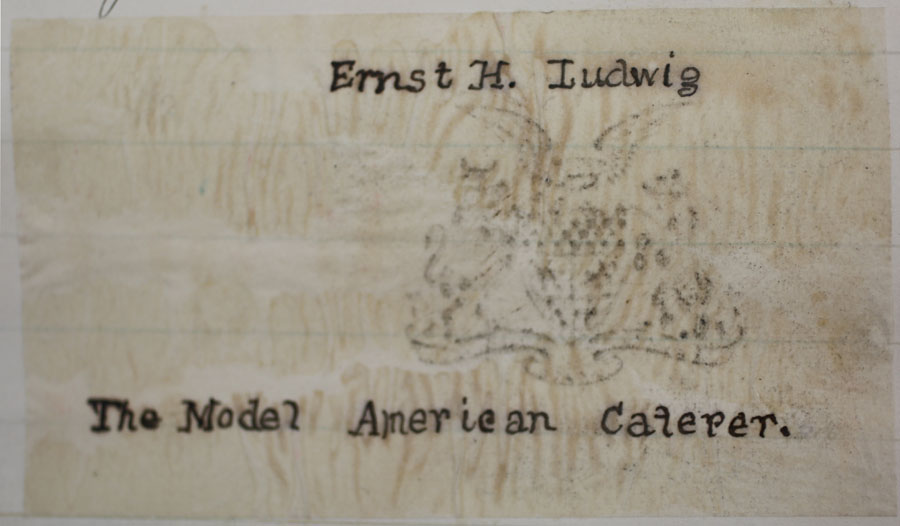 Ernst H. Ludwig
The Model American Caterer.